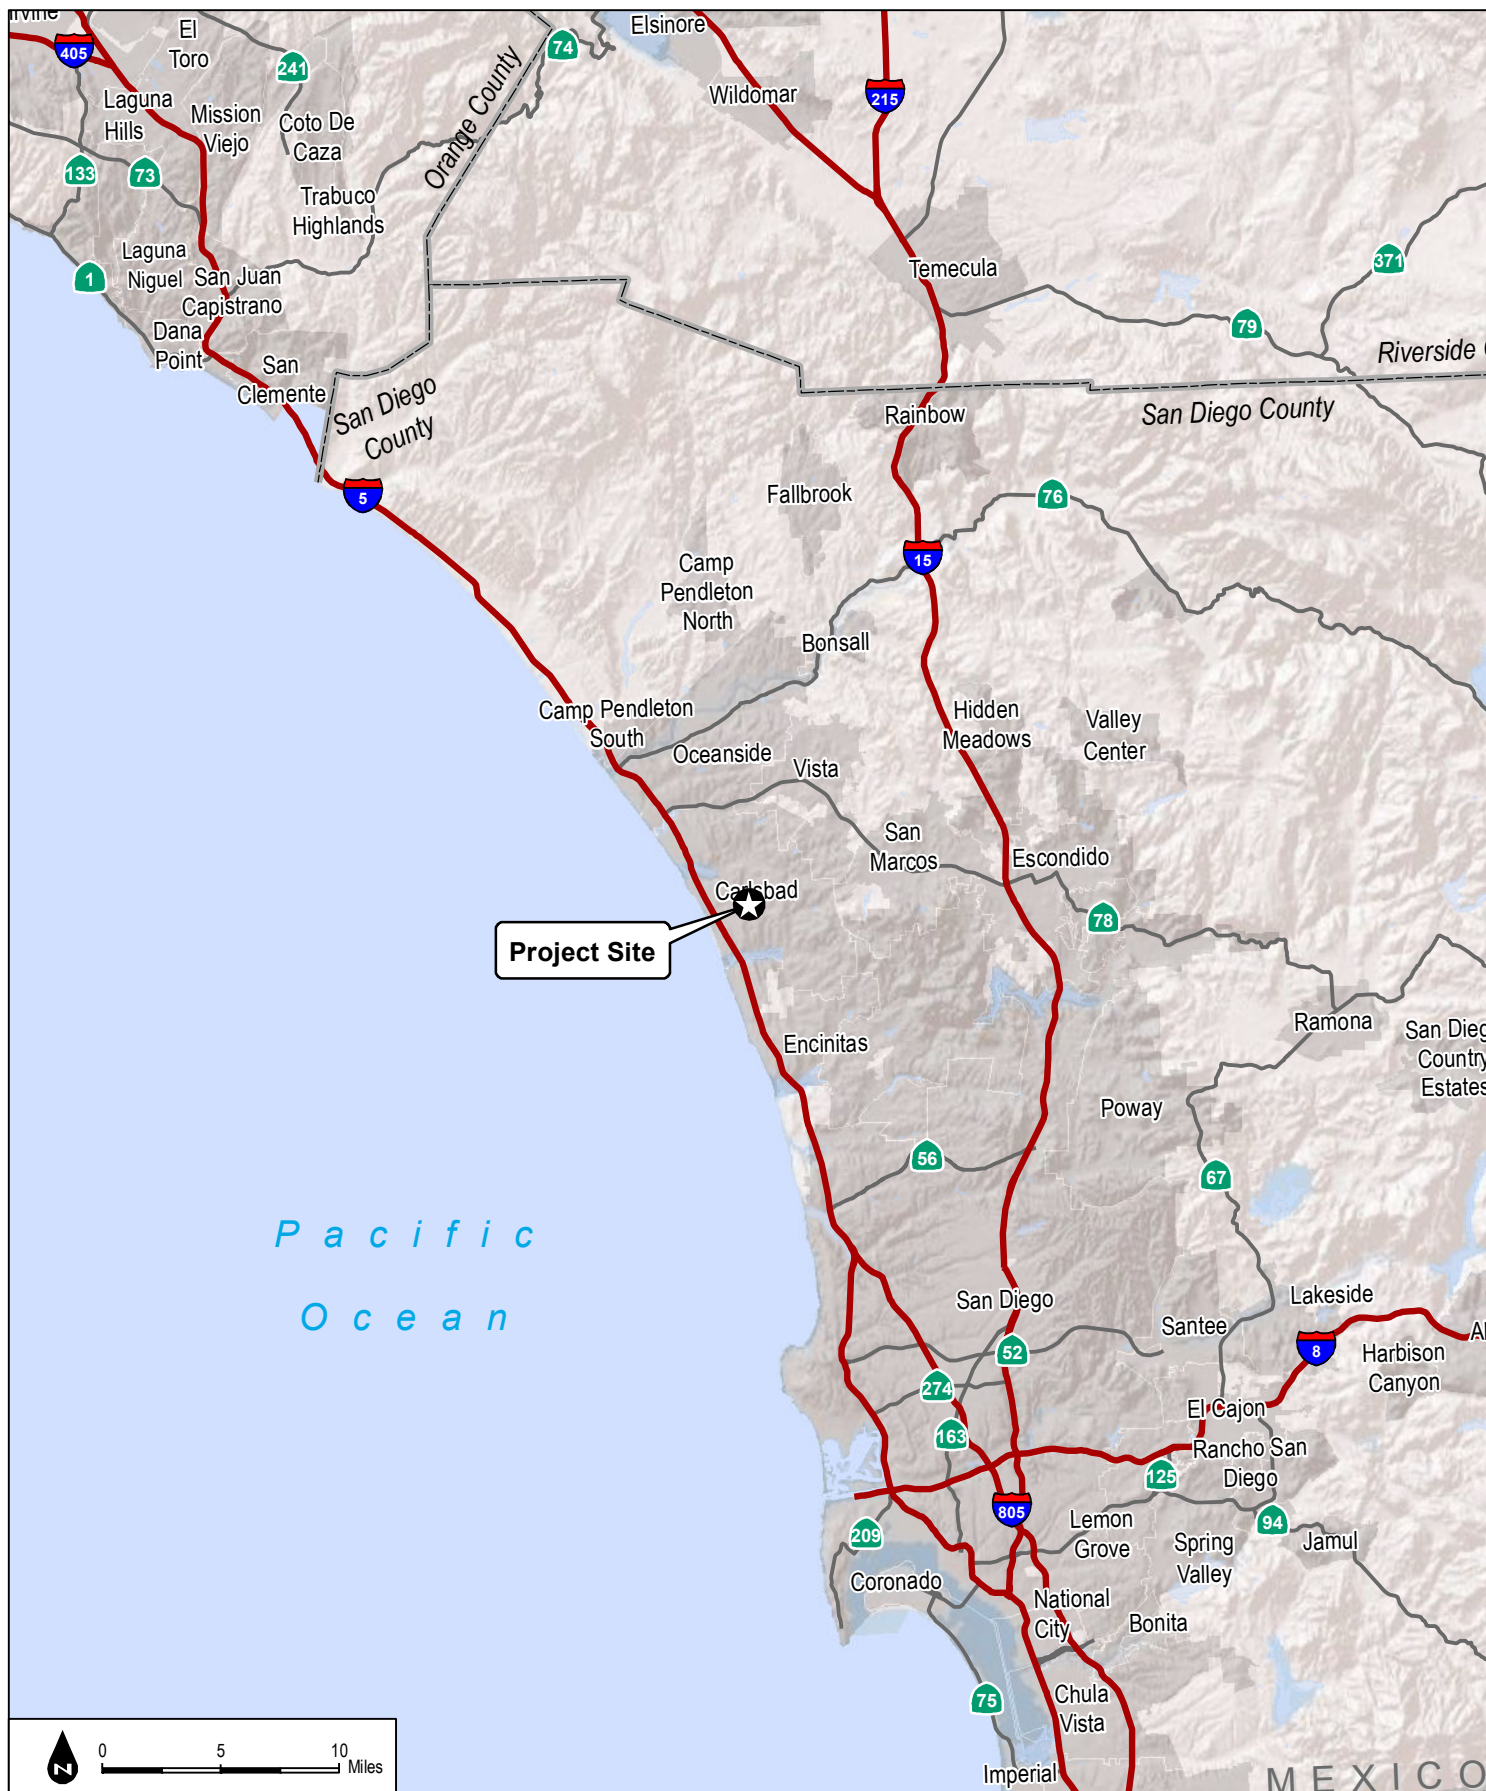 El
Toro
405
241
74
Elsinore
Wildomar
215
Laguna
Hills
Mission
Viejo
Coto De
Caza
Orange County
133
73
Trabuco
Highlands
Laguna
Niguel
San Juan
Capistrano
1
Dana
Point
San
Clemente
San Diego
County
Temecula
371
79
Riverside
San Diego County
Rainbow
5
Fallbrook
76
15
Camp
Pendleton
North
Bonsall
Camp Pendleton
South
Oceanside
Vista
Hidden
Meadows
Valley
Center
San
Marcos
Escondido
Carlsbad
78
Project Site
Encinitas
Ramona
San Dieg
Country
Estates
Poway
56
67
Pacific
Ocean
San Diego
Santee
Lakeside
52
8
Al
Harbison
Canyon
274
El Cajon
163
Rancho San
Diego
125
805
209
Lemon
Grove
94
Spring
Valley
Jamul
Coronado
National
City
Bonita
75
Chula
Vista
Imperial
MEXICO
N
0 5 10
Miles